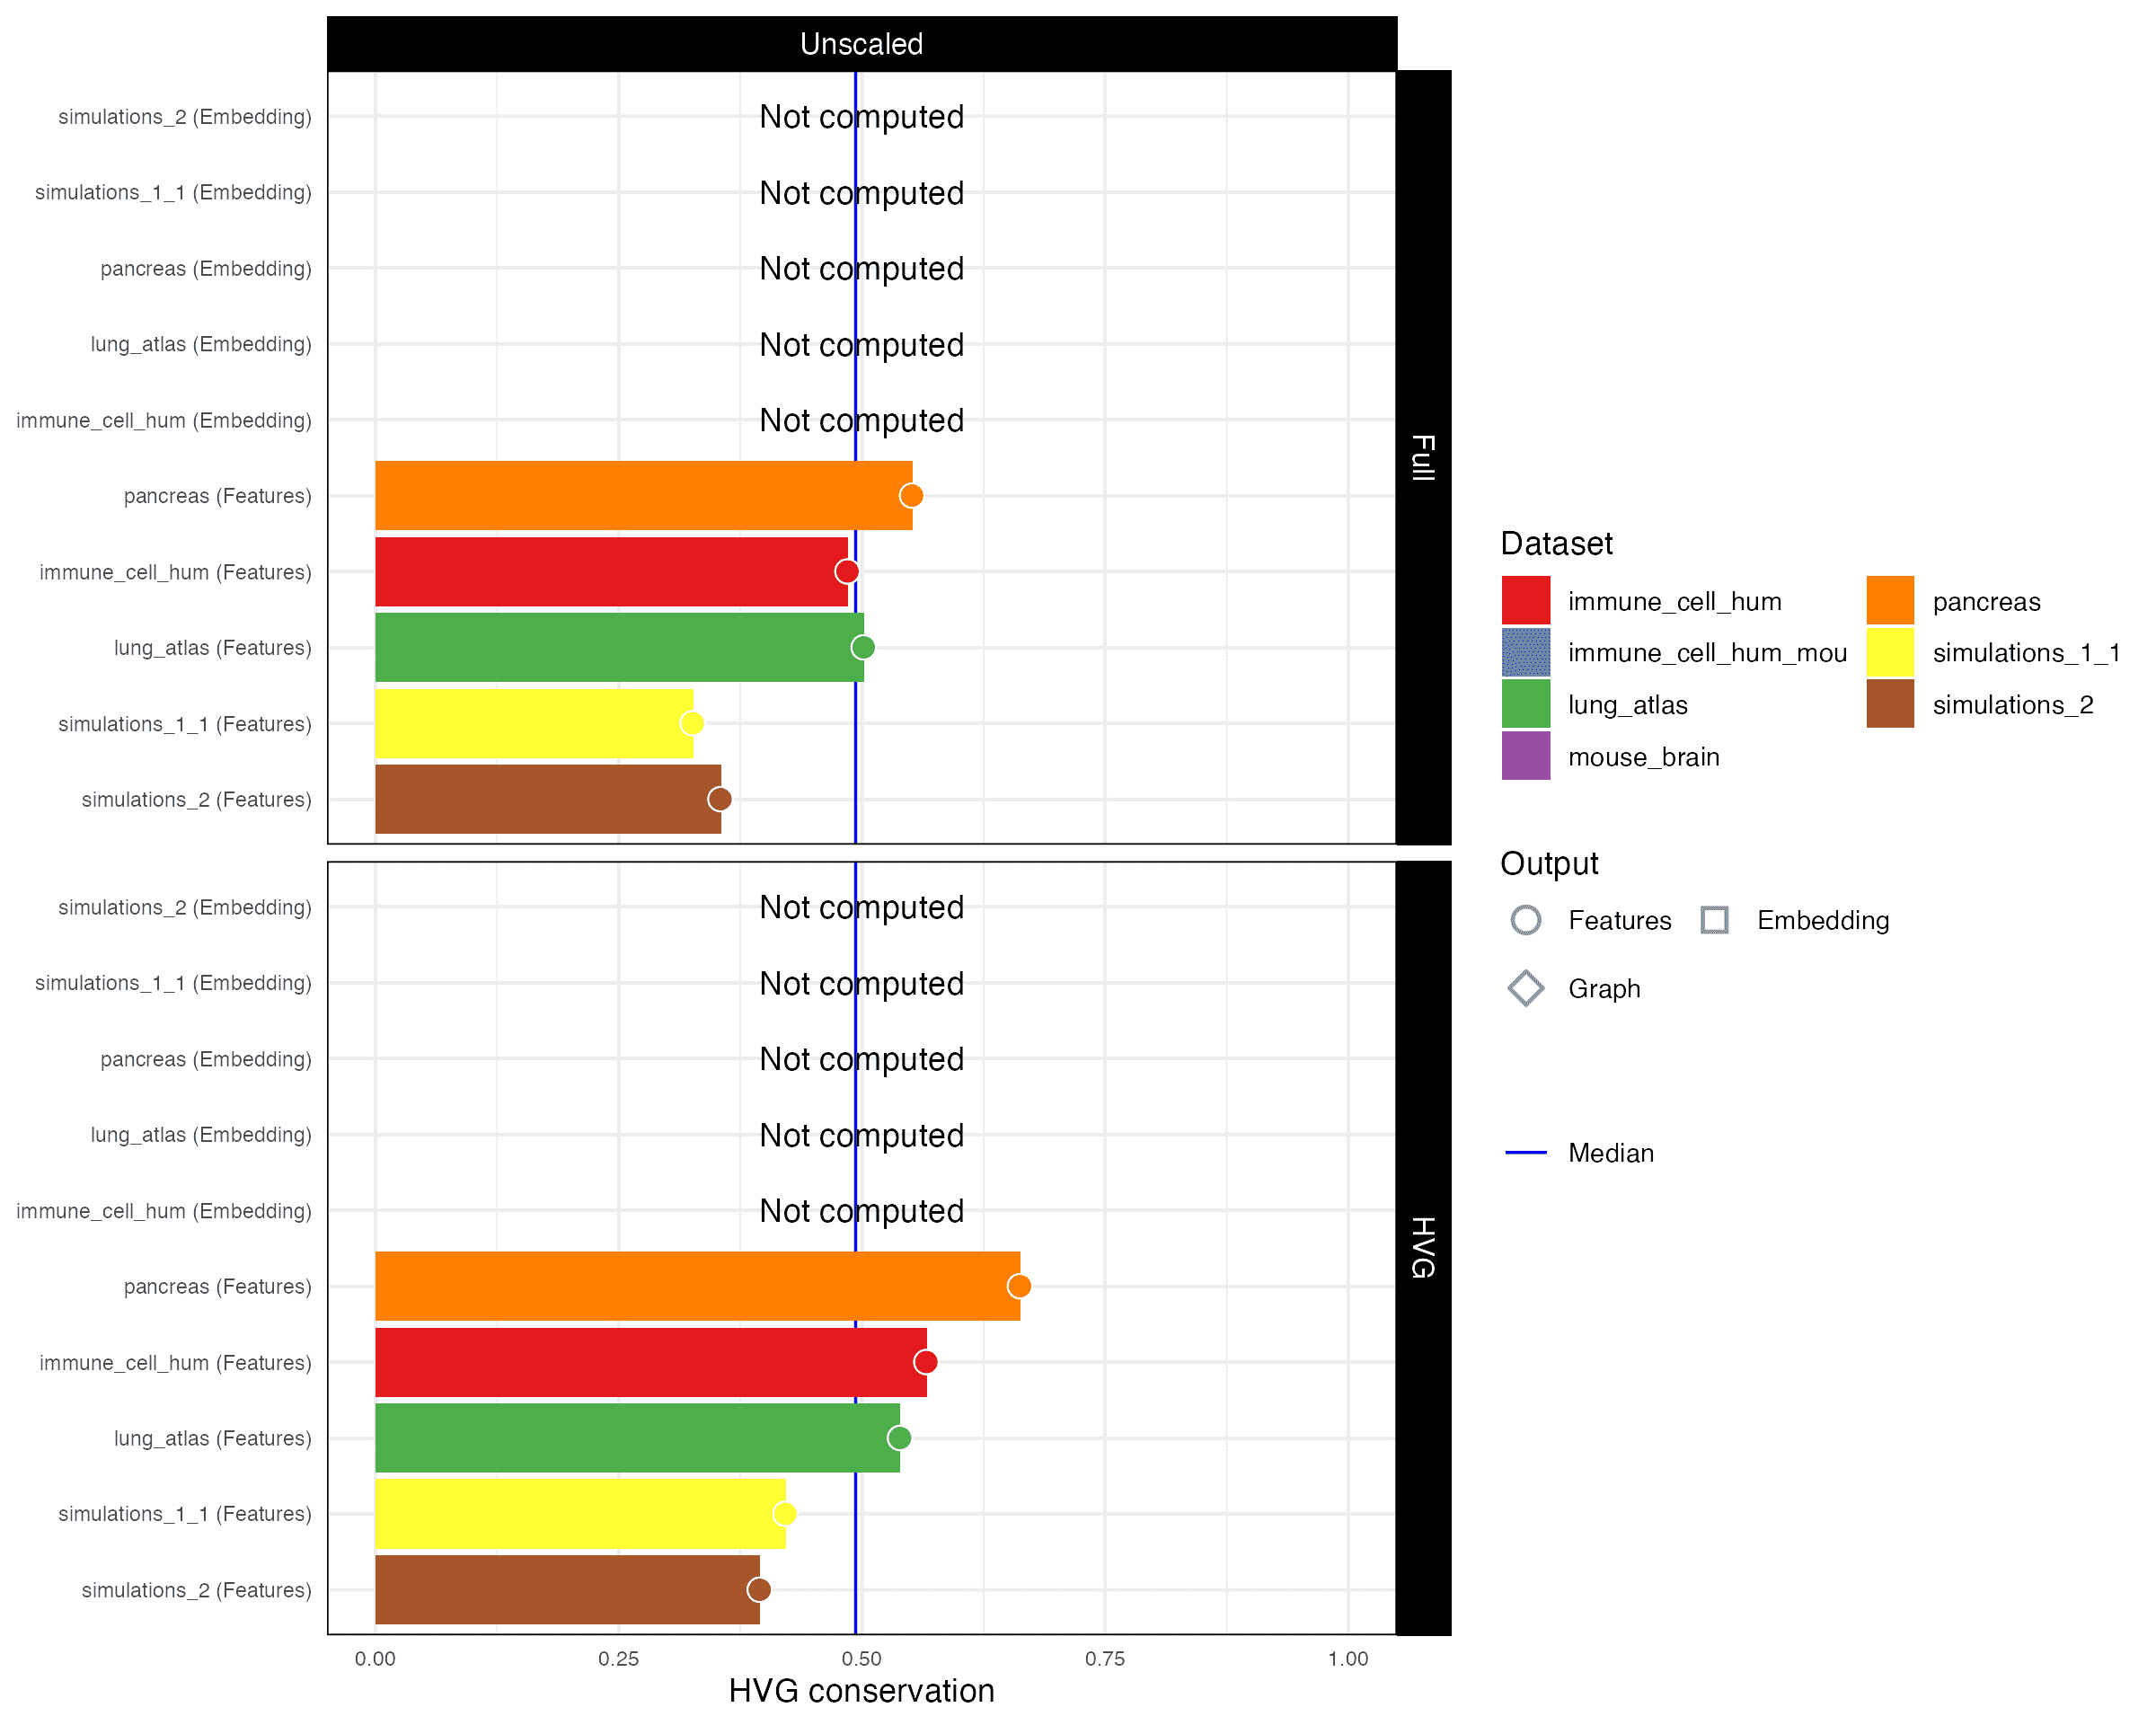 Unscaled
simulations_2 (Embedding)
Not computed
simulations_1_1 (Embedding)
Not computed
pancreas (Embedding)
Not computed
lung_atlas (Embedding)
Not computed
immune_cell_hum (Embedding)
Not computed
pancreas (Features)
immune_cell_hum (Features)
lung_atlas (Features)
simulations_1_1 (Features)
simulations_2 (Features)
Full
simulations_2 (Embedding)
Not computed
simulations_1_1 (Embedding)
Not computed
pancreas (Embedding)
Not computed
lung_atlas (Embedding)
Not computed
immune_cell_hum (Embedding)
Not computed
pancreas (Features)
immune_cell_hum (Features)
lung_atlas (Features)
simulations_1_1 (Features)
simulations_2 (Features)
HVG
0.00 0.25 0.50 0.75 1.00
HVG conservation
Dataset
immune_cell_hum
immune_cell_hum_mou
lung_atlas
mouse_brain
pancreas
simulations_1_1
simulations_2
Output
Features
Embedding
Graph
Median